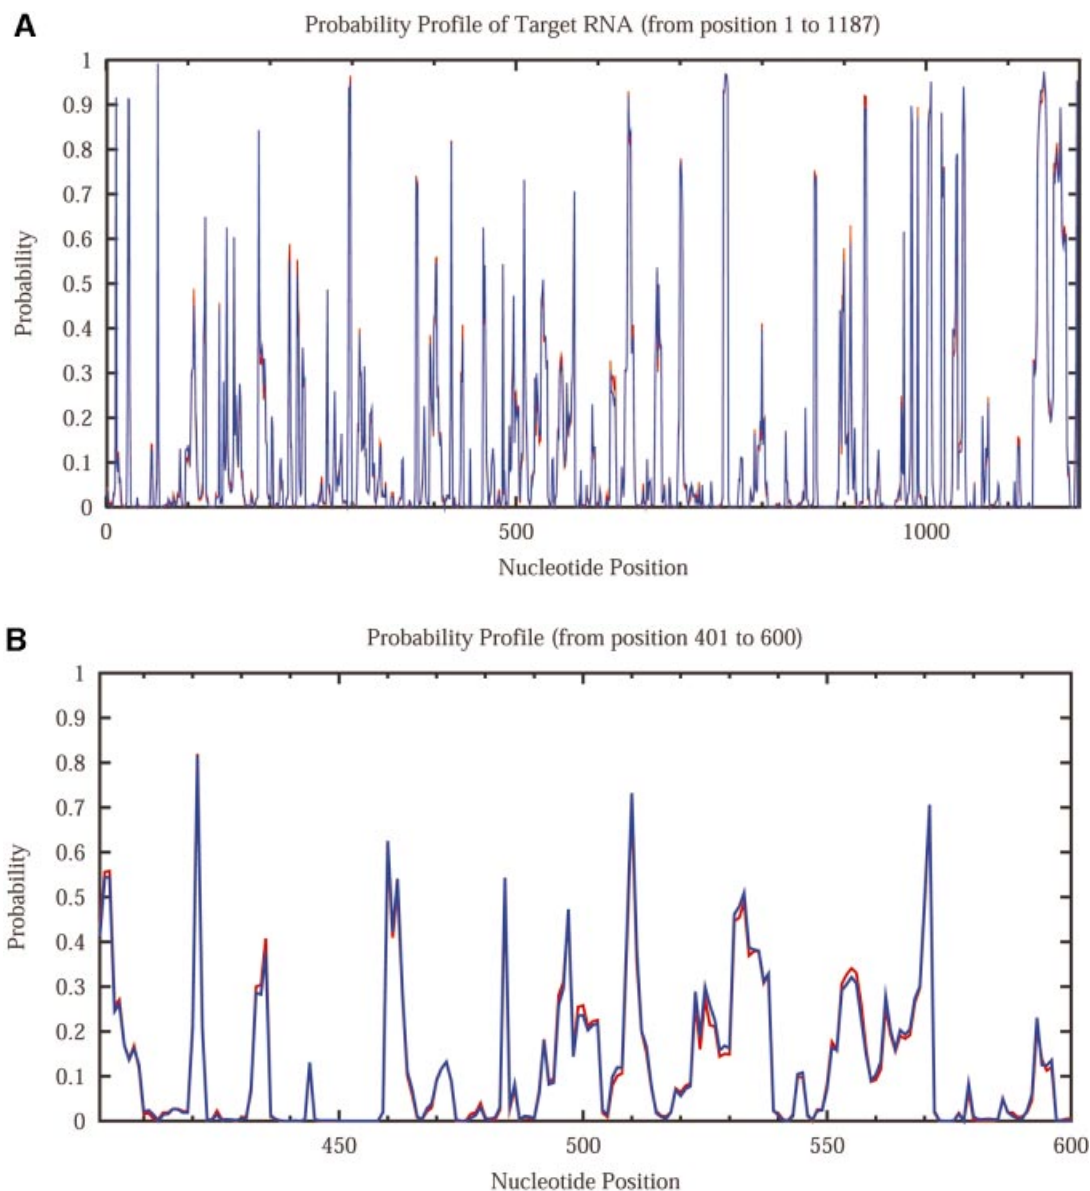 A
Probability Profile of Target RNA (from position 1 to 1187)
1
0.9
0.8
0.7
0.6
0.5
0.4
0.3
0.2
0.1
0
Probability
0 500 1000
Nucleotide Position
B
Probability Profile (from position 401 to 600)
1
0.9
0.8
0.7
0.6
0.5
0.4
0.3
0.2
0.1
0
Probability
450 500 550 600
Nucleotide Position